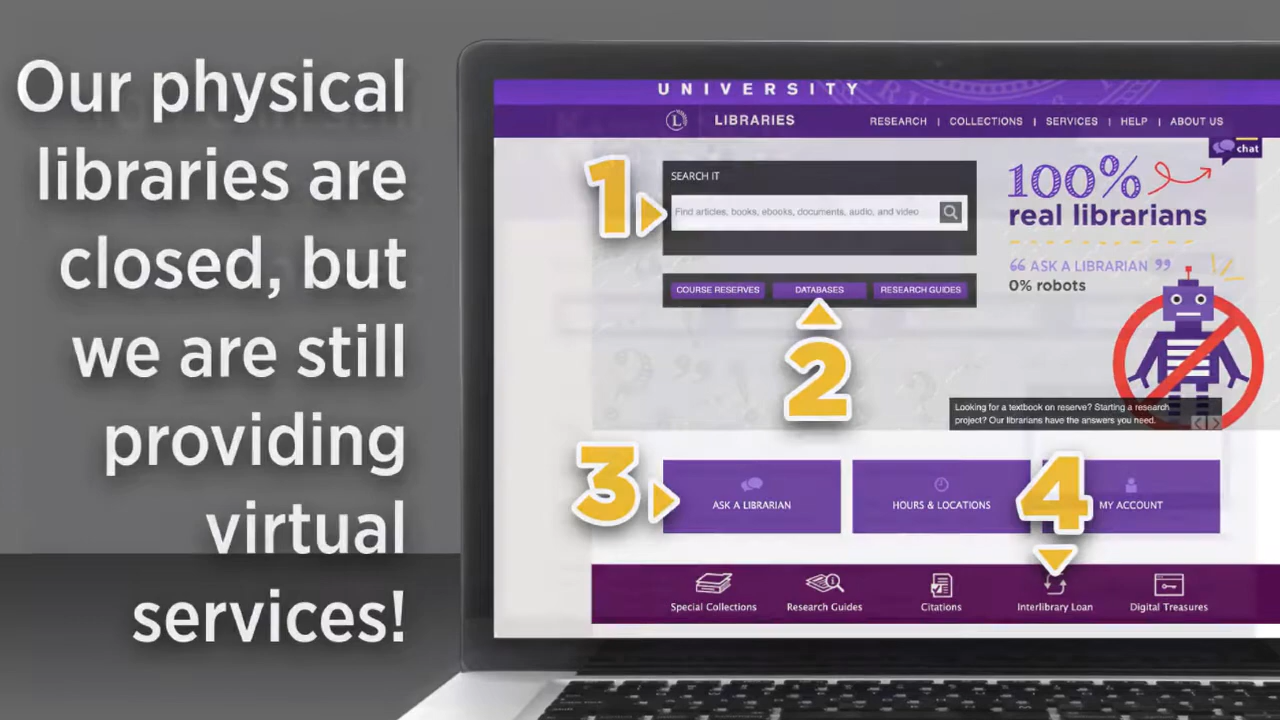 Our physical
libraries are
closed, but
we are still
providing
virtual
services!
UNIVERSITY
L LIBRARIES
RESEARCH | COLLECTIONS | SERVICES | HELP | ABOUT US
chat
1
SEARCH IT
Find articles, books, ebooks, documents, audio, and video
100%
real librarians
“ ASK A LIBRARIAN ”
0% robots
COURSE RESERVES
DATABASES
RESEARCH GUIDES
2
Looking for a textbook on reserve? Starting a research
project? Our librarians have the answers you need.
3
ASK A LIBRARIAN
HOURS & LOCATIONS
4
MY ACCOUNT
Special Collections
Research Guides
Citations
Interlibrary Loan
Digital Treasures